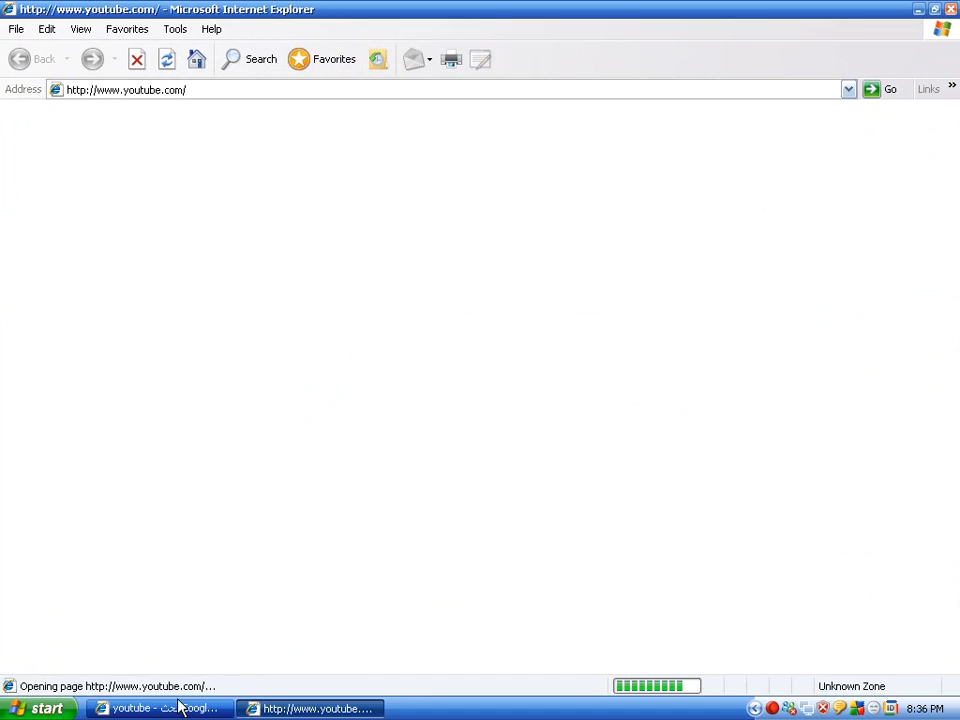 http://www.youtube.com/ - Microsoft Internet Explorer
File Edit View Favorites Tools Help
Back Search Favorites
Address http://www.youtube.com/ Go Links »
Opening page http://www.youtube.com/... Unknown Zone
start youtube - Googl... http://www.youtube.... 8:36 PM